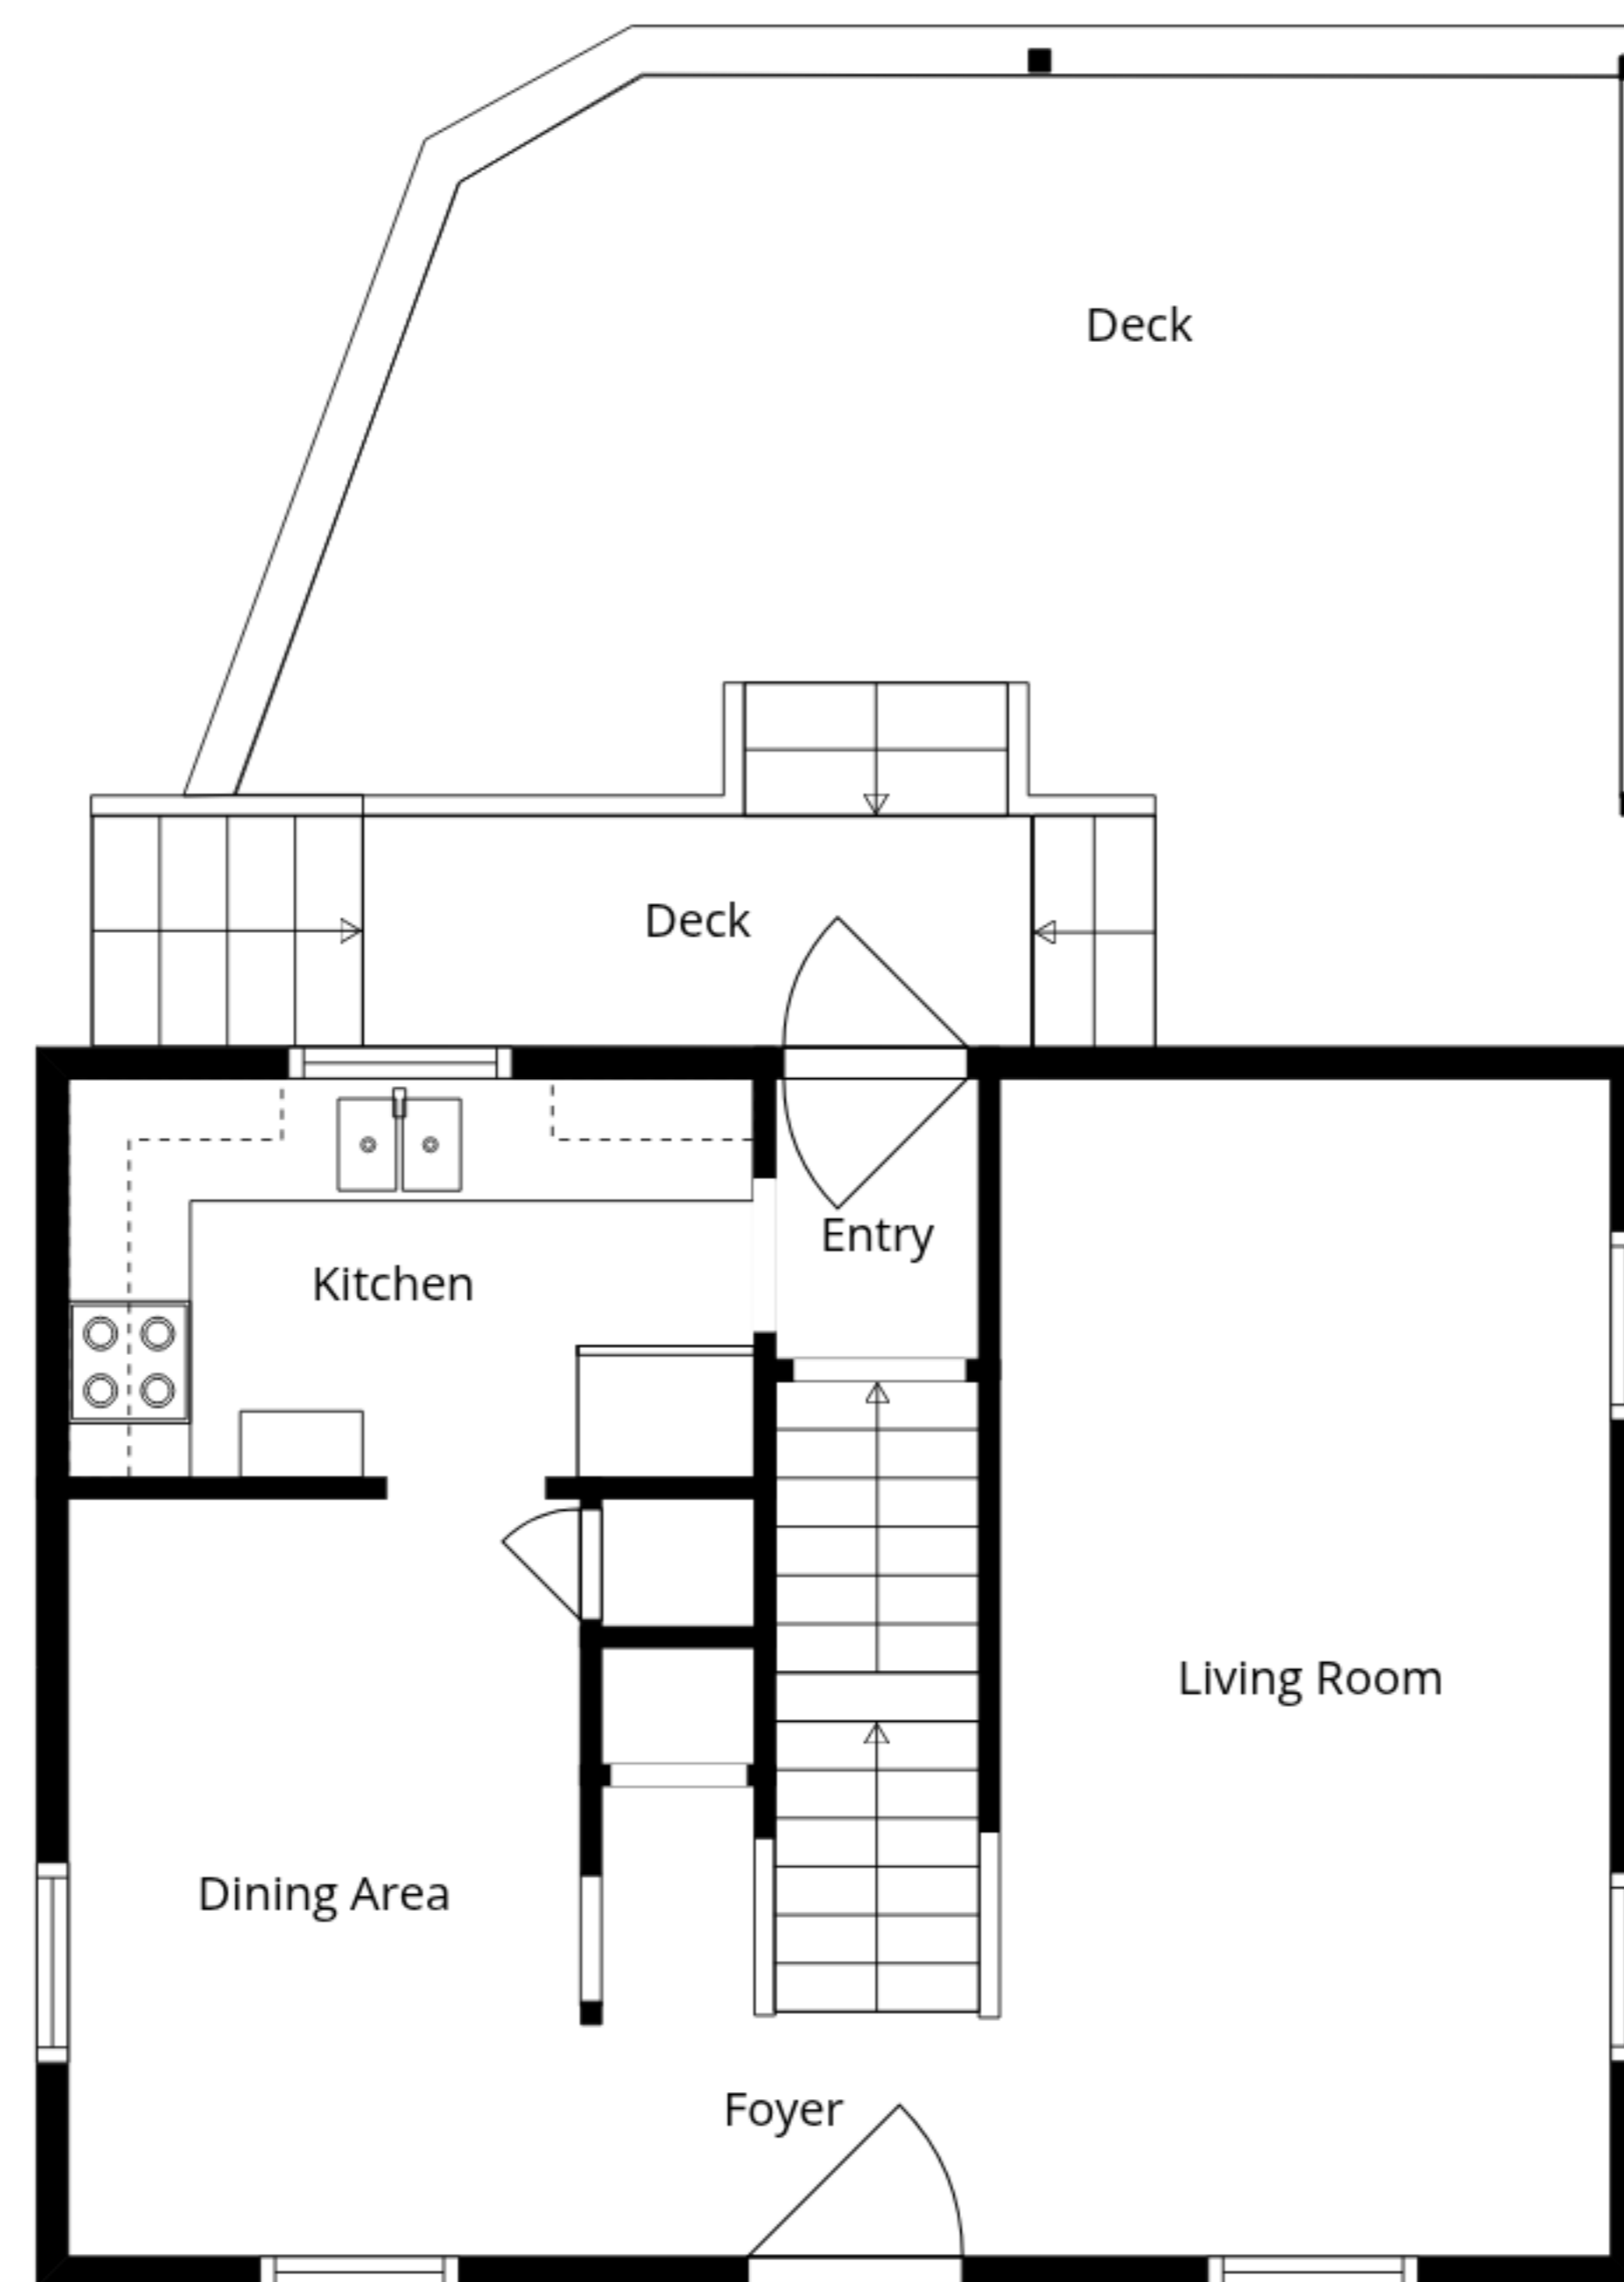 Deck
Deck
Entry
Kitchen
Living Room
Dining Area
Foyer